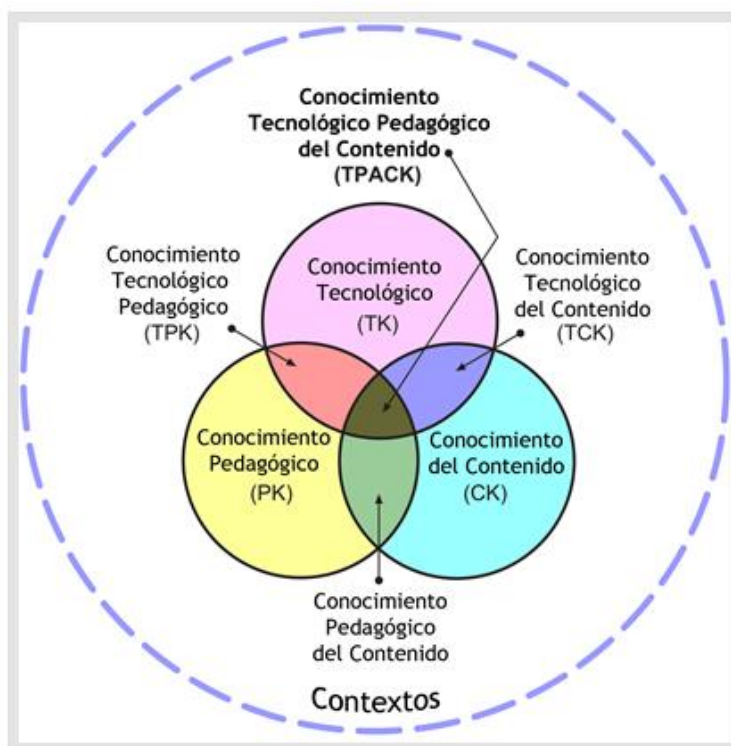 Conocimiento
Tecnológico Pedagógico
del Contenido
(TPACK)
Conocimiento
Tecnológico
Pedagógico
(TPK)
Conocimiento
Tecnológico
(TK)
Conocimiento
Tecnológico
del Contenido
(TCK)
Conocimiento
Pedagógico
(PK)
Conocimiento
del Contenido
(CK)
Conocimiento
Pedagógico
del Contenido
Contextos